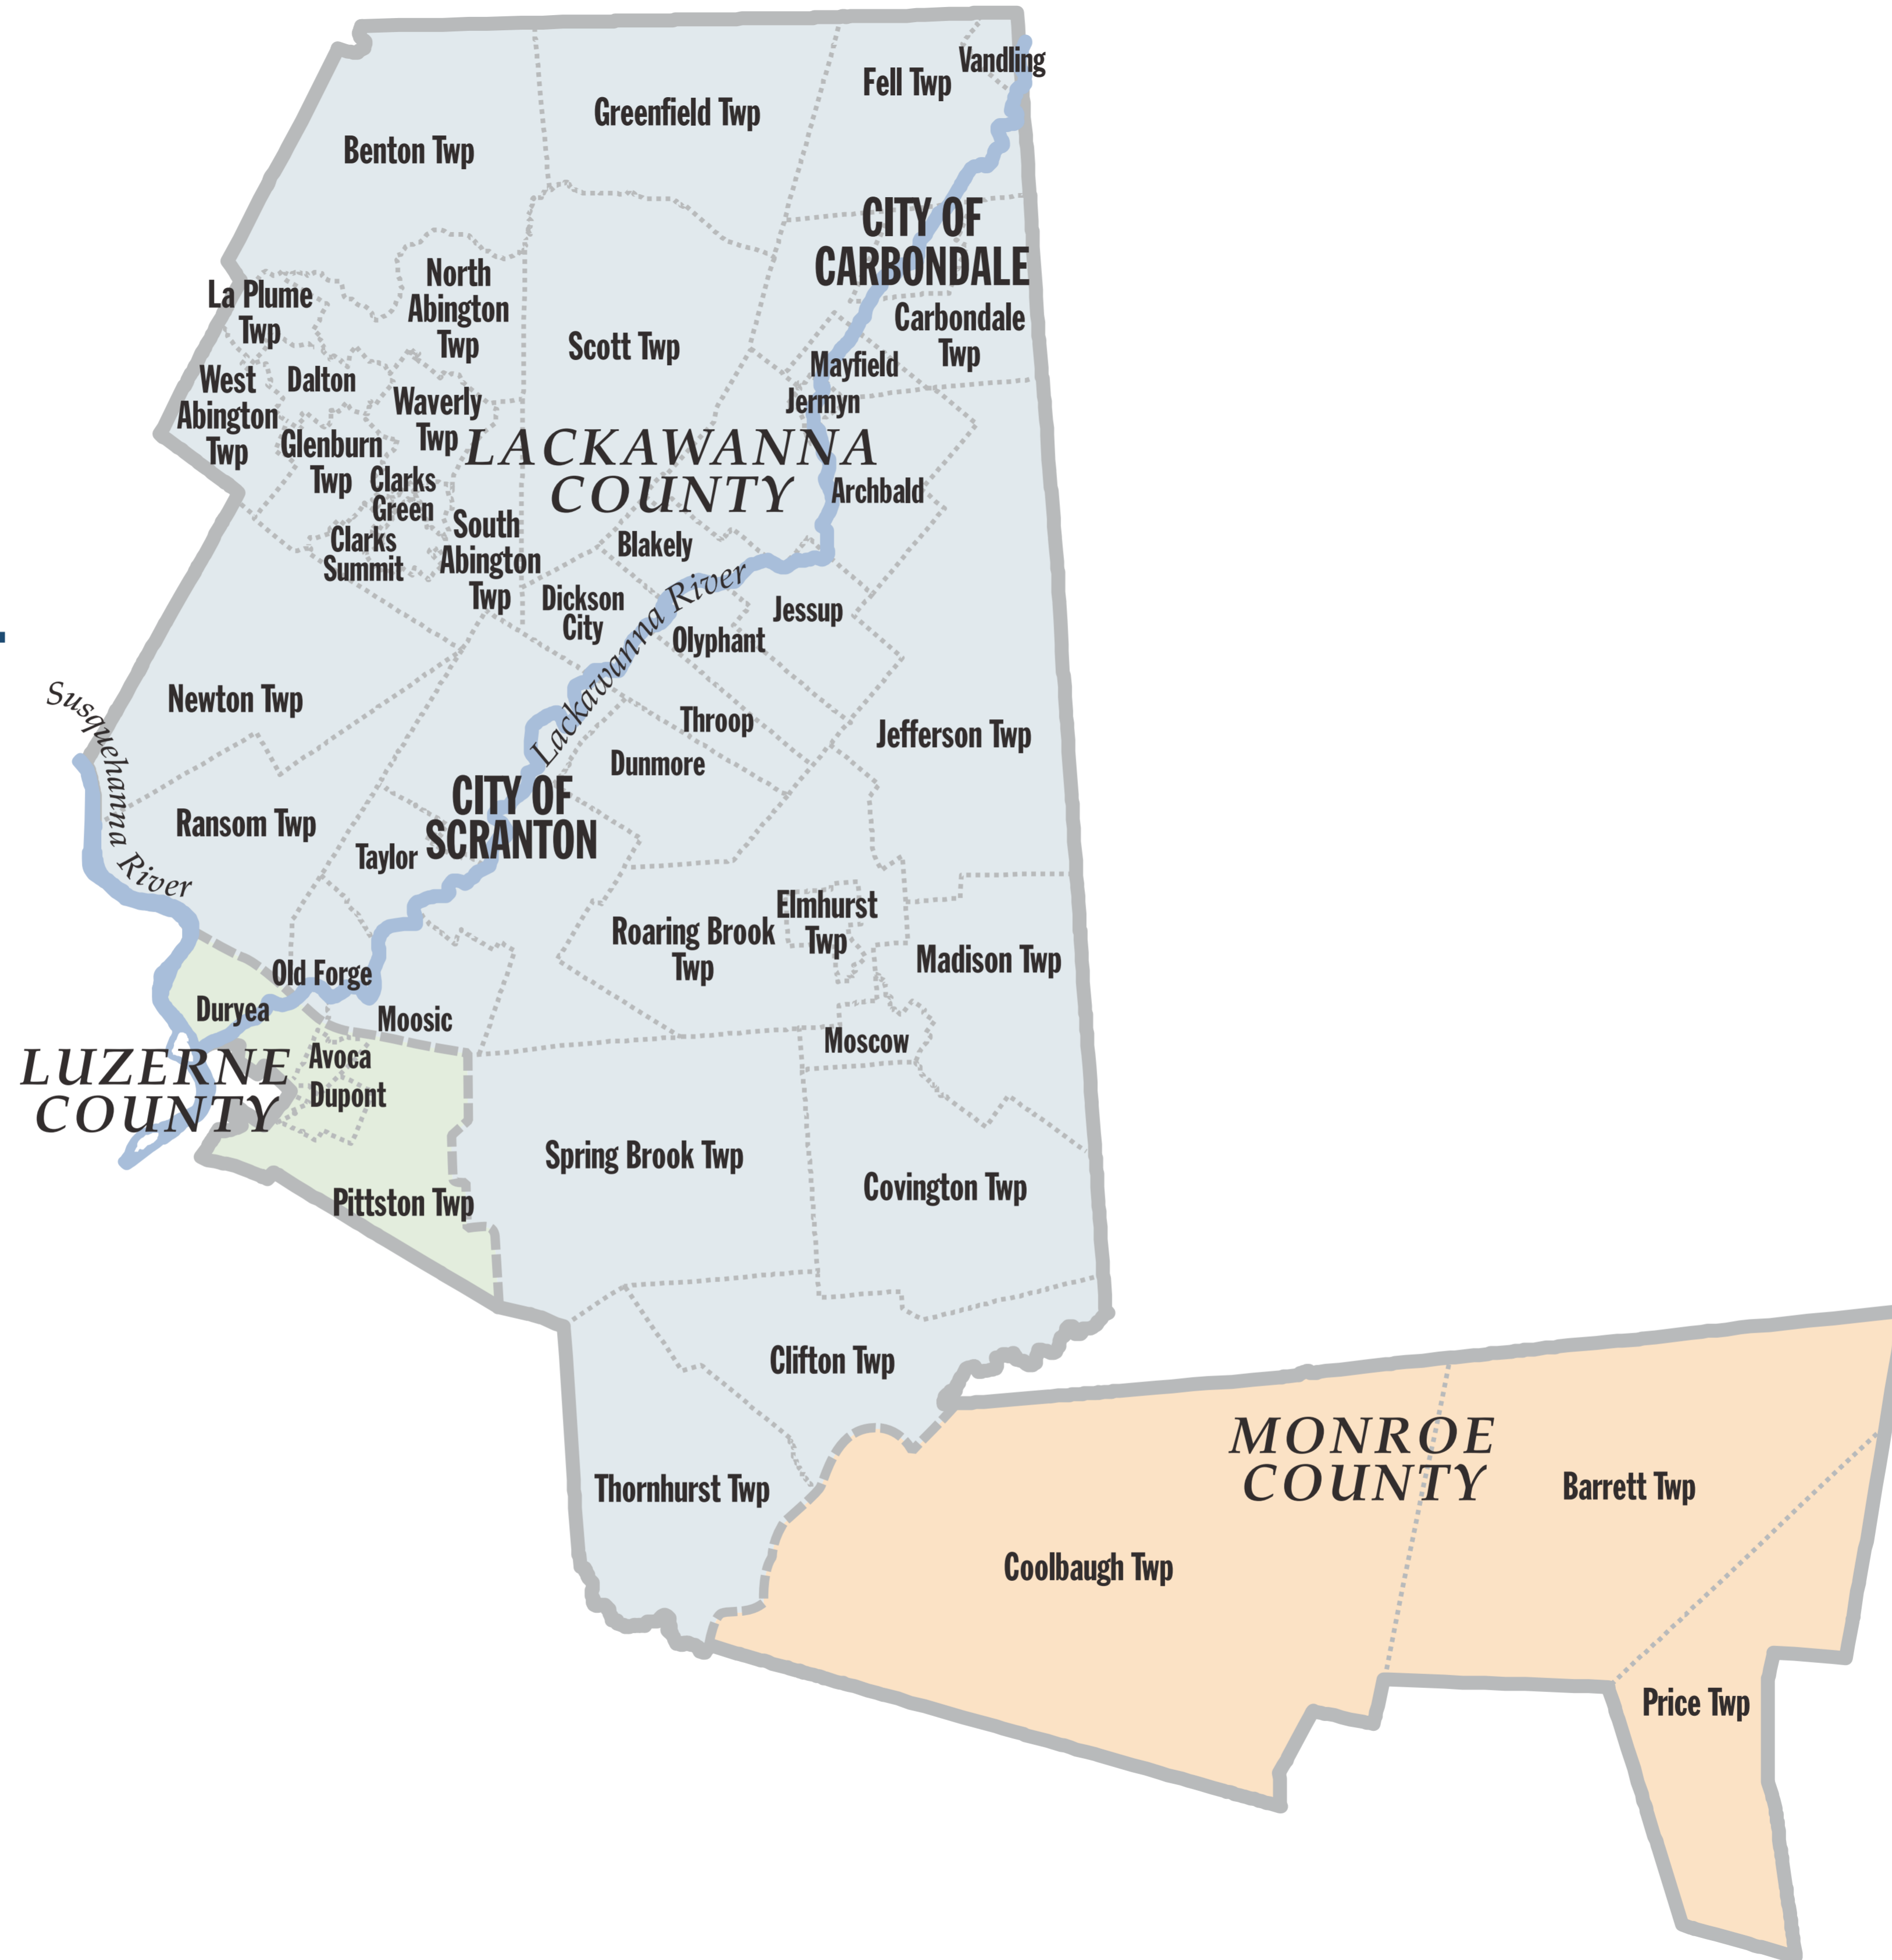 Vandling
Fell Twp
Greenfield Twp
Benton Twp
CITY OF
CARBONDALE
North
Abington
Twp
La Plume
Twp
Carbondale
Twp
Scott Twp
Mayfield
West
Abington
Twp
Dalton
Waverly
Twp
Jermyn
Glenburn
Twp
LACKAWANNA
COUNTY
Clarks
Green
Archbald
South
Abington
Twp
Clarks
Summit
Blakely
Dickson
City
Lackawanna River
Jessup
Olyphant
Newton Twp
Susquehanna River
Throop
Jefferson Twp
Dunmore
CITY OF
SCRANTON
Ransom Twp
Taylor
Elmhurst
Twp
Roaring Brook
Twp
Madison Twp
Old Forge
Duryea
Moosic
Moscow
LUZERNE
COUNTY
Avoca
Dupont
Spring Brook Twp
Covington Twp
Pittston Twp
Clifton Twp
MONROE
COUNTY
Thornhurst Twp
Barrett Twp
Coolbaugh Twp
Price Twp